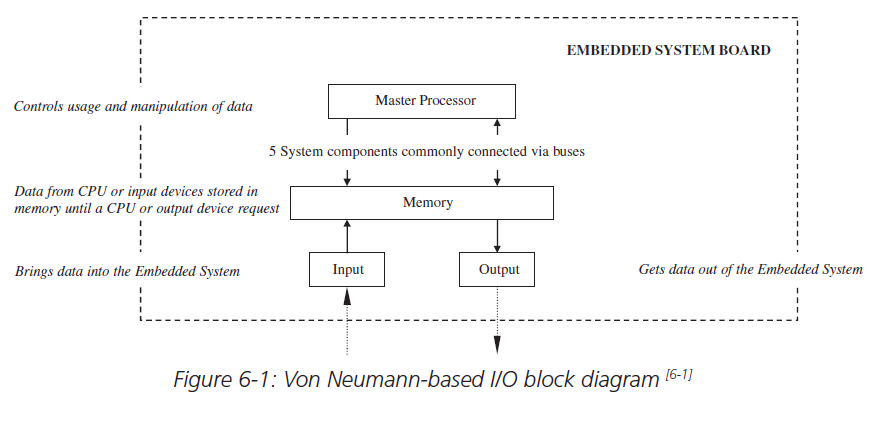 EMBEDDED SYSTEM BOARD
Master Processor
Controls usage and manipulation of data
5 System components commonly connected via buses
Data from CPU or input devices stored in
memory until a CPU or output device request
Memory
Brings data into the Embedded System
Input
Output
Gets data out of the Embedded System
Figure 6-1: Von Neumann-based I/O block diagram [6-1]